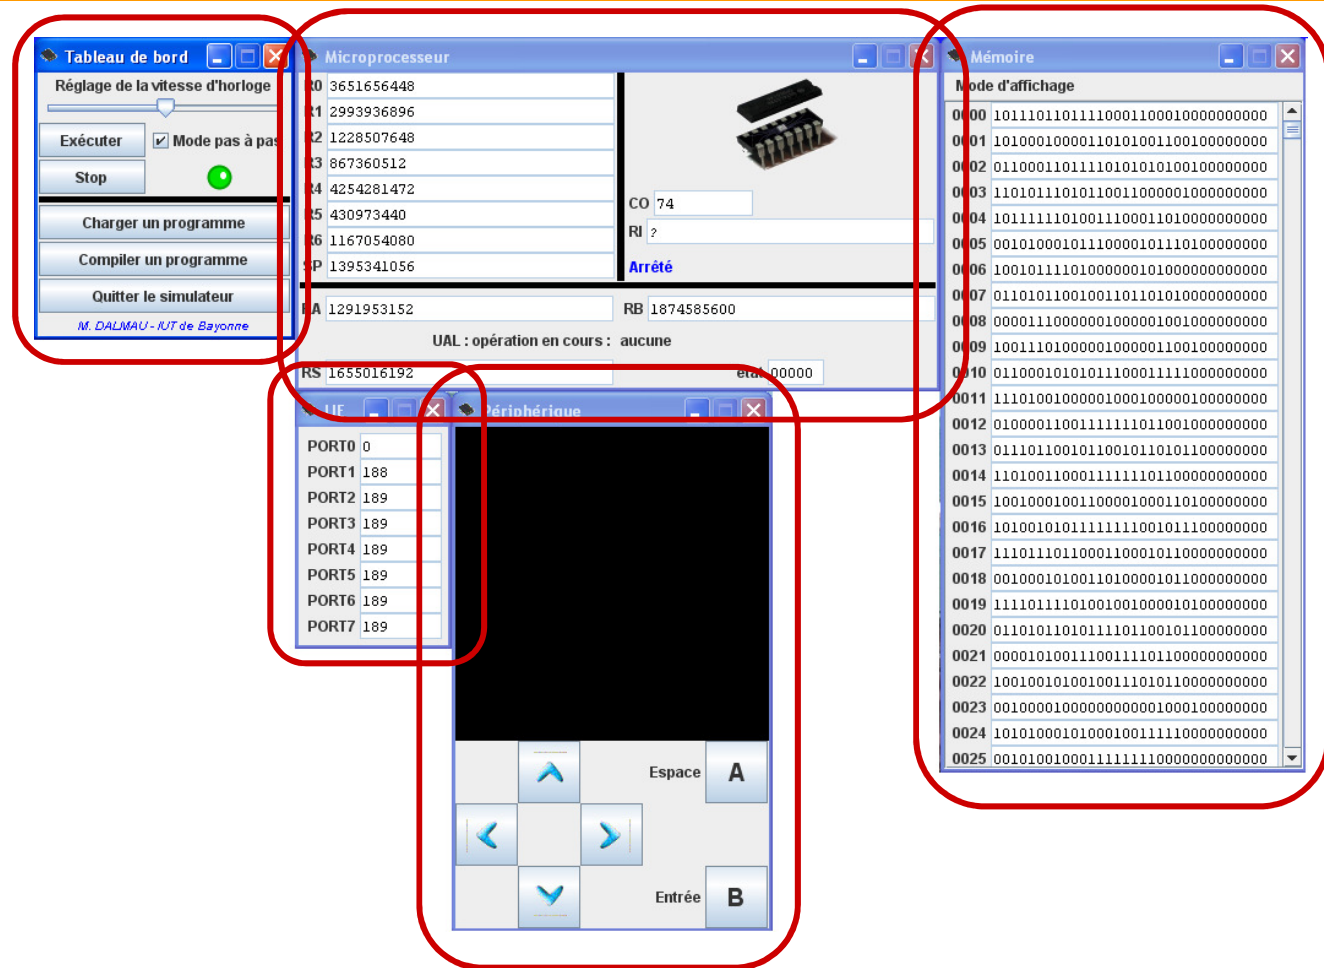 Tableau de bord
Réglage de la vitesse d'horloge
Exécuter
Mode pas à pas
Stop
Charger un programme
Compiler un programme
Quitter le simulateur
M. DALMAU - IUT de Bayonne
Microprocesseur
R0 3651656448
R1 2993936896
R2 1228507648
R3 867360512
R4 4254281472
R5 430973440
R6 1167054080
SP 1395341056
CO 74
RI ?
Arrêté
RA 1291953152
RB 1874585600
UAL : opération en cours : aucune
RS 1655016192
état 00000
UE
PORT0 0
PORT1 188
PORT2 189
PORT3 189
PORT4 189
PORT5 189
PORT6 189
PORT7 189
Périphérique
Espace A
Entrée B
Mémoire
Mode d'affichage
0000 10111011011110001100010000000000
0001 10100010000110101001100100000000
0002 01100011011110101010100100000000
0003 11010111010110011000001000000000
0004 10111111010011100011010000000000
0005 00101000101110000101110100000000
0006 10010111101000000101000000000000
0007 01101011001001101101010000000000
0008 00001110000001000001001000000000
0009 10011101000001000001100100000000
0010 01100010101011100011111000000000
0011 11101001000001000100000100000000
0012 01000011001111111011001000000000
0013 01110110010110010110101100000000
0014 11010011000111111101100000000000
0015 10010001001100001000110100000000
0016 10100101011111111001011100000000
0017 11101110110001100010110000000000
0018 00100010100110100001011000000000
0019 11110111101001001000010100000000
0020 01101011010111101100101100000000
0021 00001010011100111101100000000000
0022 10010010100100111010110000000000
0023 00100001000000000001000100000000
0024 10101000101000100111110000000000
0025 00101001000111111110000000000000